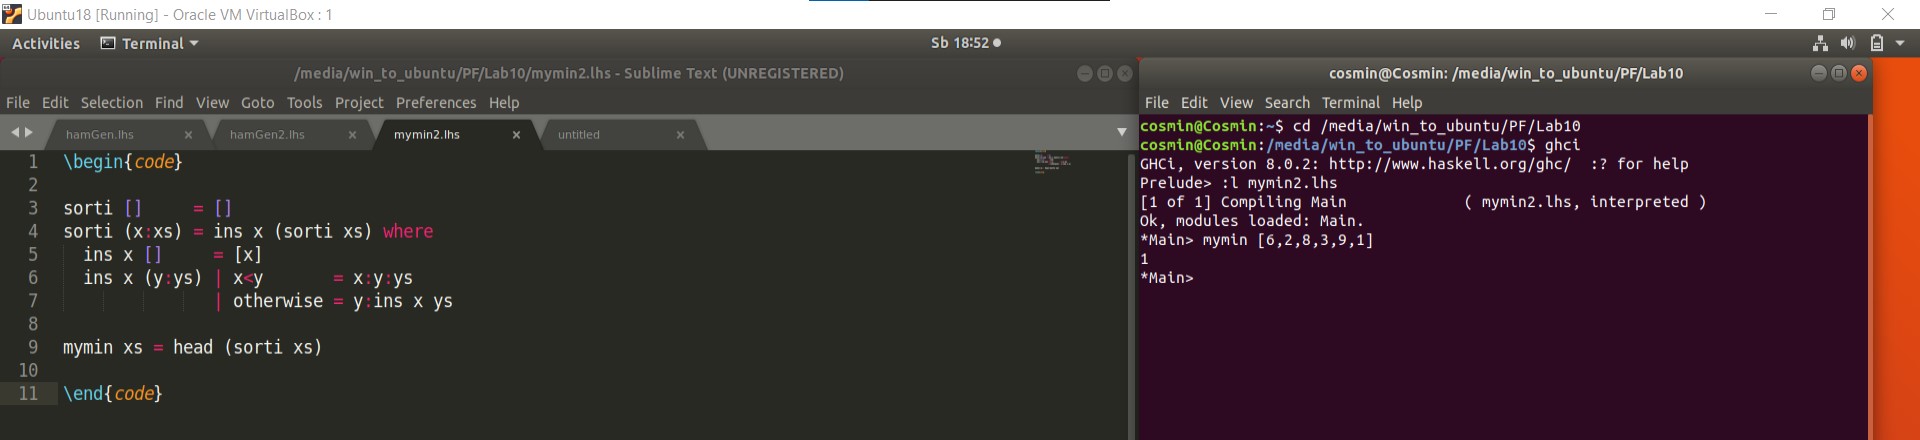 Ubuntu18 [Running] - Oracle VM VirtualBox : 1
Activities Terminal Sb 18:52
/media/win_to_ubuntu/PF/Lab10/mymin2.lhs - Sublime Text (UNREGISTERED)
File Edit Selection Find View Goto Tools Project Preferences Help
hamGen.lhs hamGen2.lhs mymin2.lhs untitled
1 \begin{code}
2
3 sorti []     = []
4 sorti (x:xs) = ins x (sorti xs) where
5   ins x []     = [x]
6   ins x (y:ys) | x<y       = x:y:ys
7                | otherwise = y:ins x ys
8
9 mymin xs = head (sorti xs)
10
11 \end{code}
cosmin@Cosmin: /media/win_to_ubuntu/PF/Lab10
File Edit View Search Terminal Help
cosmin@Cosmin:~$ cd /media/win_to_ubuntu/PF/Lab10
cosmin@Cosmin:/media/win_to_ubuntu/PF/Lab10$ ghci
GHCi, version 8.0.2: http://www.haskell.org/ghc/  :? for help
Prelude> :l mymin2.lhs
[1 of 1] Compiling Main             ( mymin2.lhs, interpreted )
Ok, modules loaded: Main.
*Main> mymin [6,2,8,3,9,1]
1
*Main>